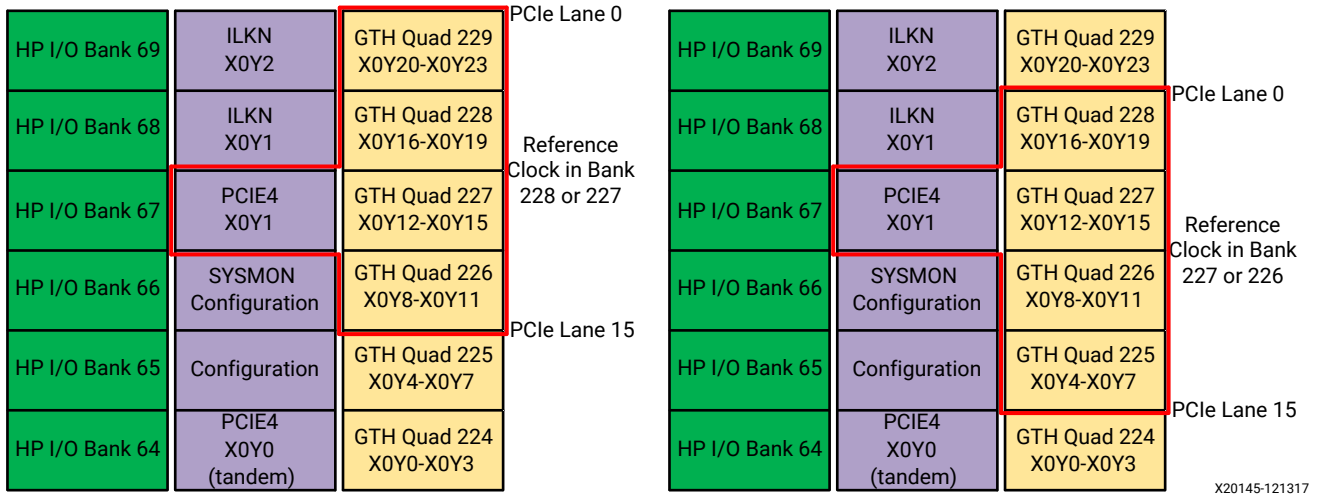 PCIe Lane 0
HP I/O Bank 69
ILKN
X0Y2
GTH Quad 229
X0Y20-X0Y23
HP I/O Bank 68
ILKN
X0Y1
GTH Quad 228
X0Y16-X0Y19
Reference
Clock in Bank
228 or 227
HP I/O Bank 67
PCIE4
X0Y1
GTH Quad 227
X0Y12-X0Y15
HP I/O Bank 66
SYSMON
Configuration
GTH Quad 226
X0Y8-X0Y11
PCIe Lane 15
HP I/O Bank 65
Configuration
GTH Quad 225
X0Y4-X0Y7
HP I/O Bank 64
PCIE4
X0Y0
(tandem)
GTH Quad 224
X0Y0-X0Y3
HP I/O Bank 69
ILKN
X0Y2
GTH Quad 229
X0Y20-X0Y23
PCIe Lane 0
HP I/O Bank 68
ILKN
X0Y1
GTH Quad 228
X0Y16-X0Y19
HP I/O Bank 67
PCIE4
X0Y1
GTH Quad 227
X0Y12-X0Y15
Reference
Clock in Bank
227 or 226
HP I/O Bank 66
SYSMON
Configuration
GTH Quad 226
X0Y8-X0Y11
HP I/O Bank 65
Configuration
GTH Quad 225
X0Y4-X0Y7
PCIe Lane 15
HP I/O Bank 64
PCIE4
X0Y0
(tandem)
GTH Quad 224
X0Y0-X0Y3
X20145-121317